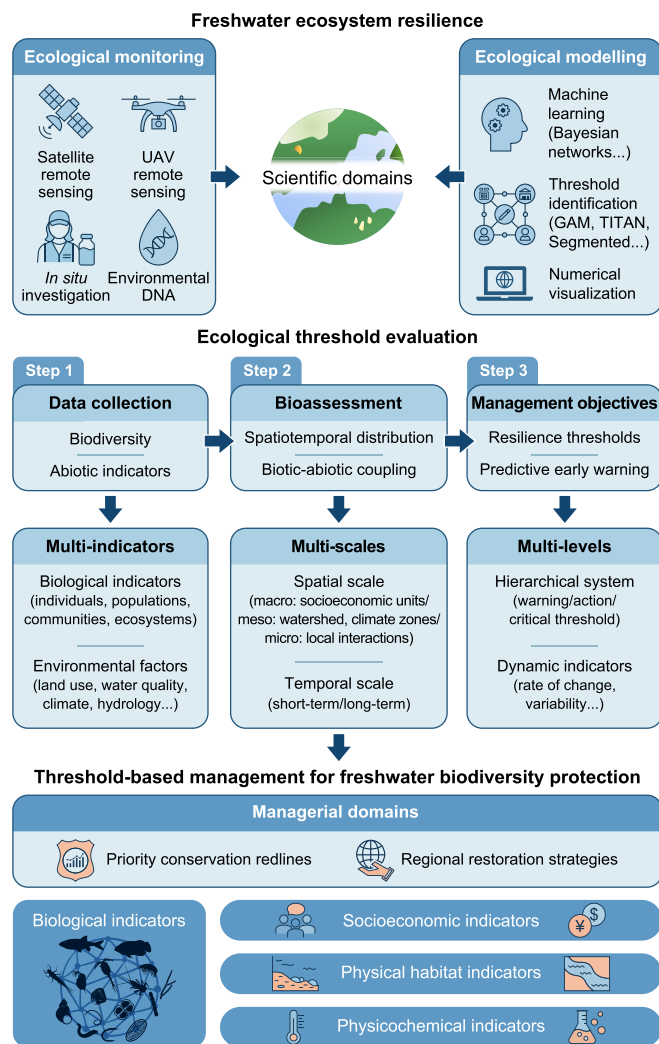 Freshwater ecosystem resilience
Ecological monitoring
Satellite
remote
sensing
UAV
remote
sensing
In situ
investigation
Environmental
DNA
Scientific domains
Ecological modelling
Machine
learning
(Bayesian
networks...)
Threshold
identification
(GAM, TITAN,
Segmented...)
Numerical
visualization
Ecological threshold evaluation
Step 1
Data collection
Biodiversity
Abiotic indicators
Step 2
Bioassessment
Spatiotemporal distribution
Biotic-abiotic coupling
Step 3
Management objectives
Resilience thresholds
Predictive early warning
Multi-indicators
Biological indicators
(individuals, populations,
communities, ecosystems)
Environmental factors
(land use, water quality,
climate, hydrology...)
Multi-scales
Spatial scale
(macro: socioeconomic units/
meso: watershed, climate zones/
micro: local interactions)
Temporal scale
(short-term/long-term)
Multi-levels
Hierarchical system
(warning/action/
critical threshold)
Dynamic indicators
(rate of change,
variability...)
Threshold-based management for freshwater biodiversity protection
Managerial domains
Priority conservation redlines
Regional restoration strategies
Biological indicators
Socioeconomic indicators
¥ $
Physical habitat indicators
Physicochemical indicators